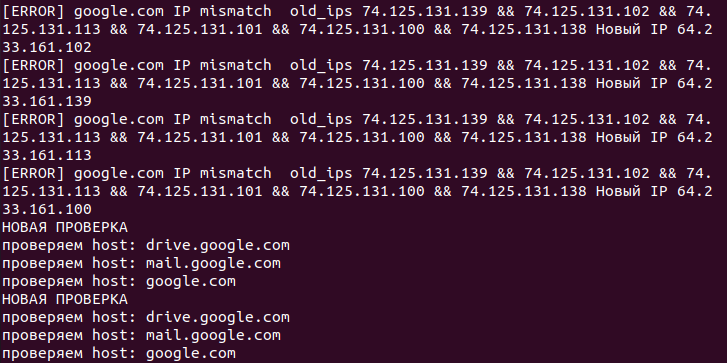 [ERROR] google.com IP mismatch  old_ips 74.125.131.139 && 74.125.131.102 && 74.
125.131.113 && 74.125.131.101 && 74.125.131.100 && 74.125.131.138 Новый IP 64.2
33.161.102
[ERROR] google.com IP mismatch  old_ips 74.125.131.139 && 74.125.131.102 && 74.
125.131.113 && 74.125.131.101 && 74.125.131.100 && 74.125.131.138 Новый IP 64.2
33.161.139
[ERROR] google.com IP mismatch  old_ips 74.125.131.139 && 74.125.131.102 && 74.
125.131.113 && 74.125.131.101 && 74.125.131.100 && 74.125.131.138 Новый IP 64.2
33.161.113
[ERROR] google.com IP mismatch  old_ips 74.125.131.139 && 74.125.131.102 && 74.
125.131.113 && 74.125.131.101 && 74.125.131.100 && 74.125.131.138 Новый IP 64.2
33.161.100
НОВАЯ ПРОВЕРКА
проверяем host: drive.google.com
проверяем host: mail.google.com
проверяем host: google.com
НОВАЯ ПРОВЕРКА
проверяем host: drive.google.com
проверяем host: mail.google.com
проверяем host: google.com